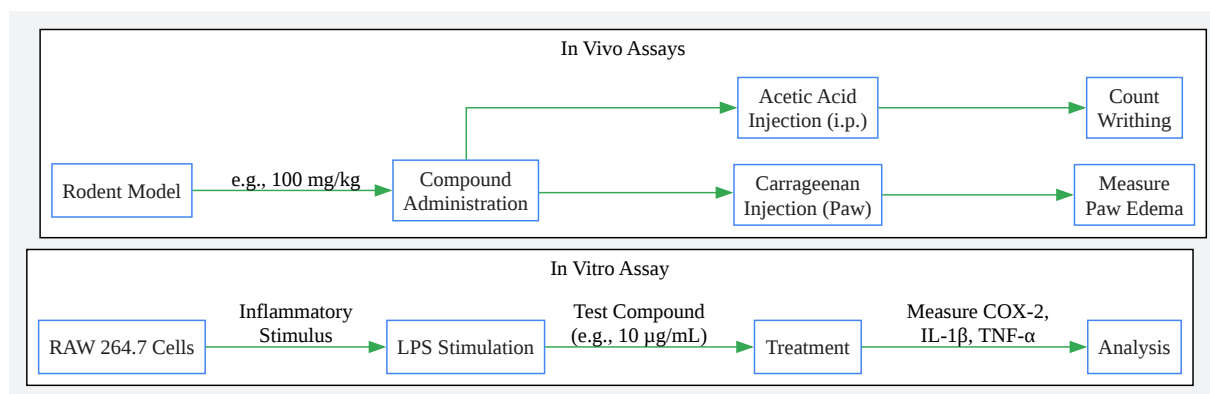 In Vivo Assays
Acetic Acid
Injection (i.p.)
Count
Writhing
Rodent Model
e.g., 100 mg/kg
Compound
Administration
Carrageenan
Injection (Paw)
Measure
Paw Edema
In Vitro Assay
RAW 264.7 Cells
Inflammatory
Stimulus
LPS Stimulation
Test Compound
(e.g., 10 µg/mL)
Treatment
Measure COX-2,
IL-1β, TNF-α
Analysis